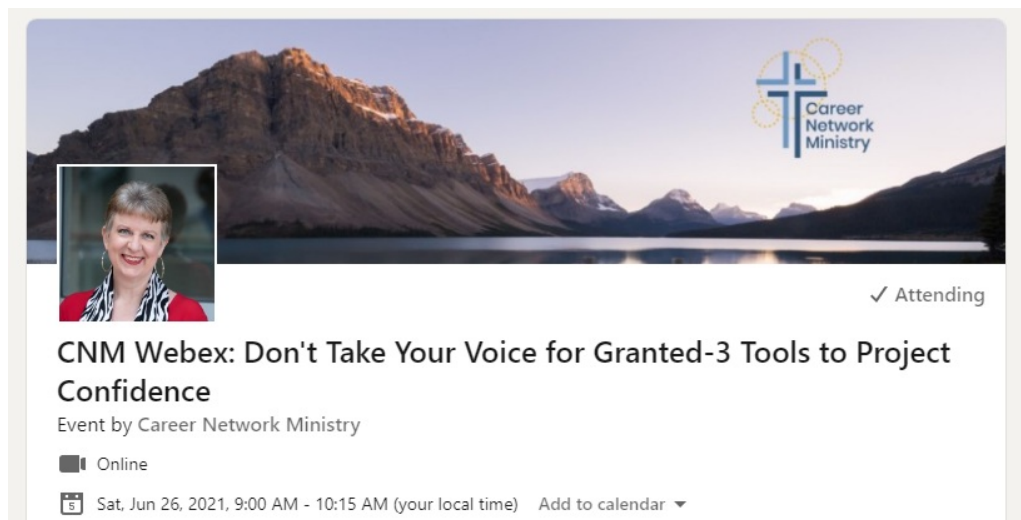 Career
Network
Ministry
✓ Attending
CNM Webex: Don't Take Your Voice for Granted-3 Tools to Project
Confidence
Event by Career Network Ministry
Online
5
Sat, Jun 26, 2021, 9:00 AM - 10:15 AM (your local time) Add to calendar